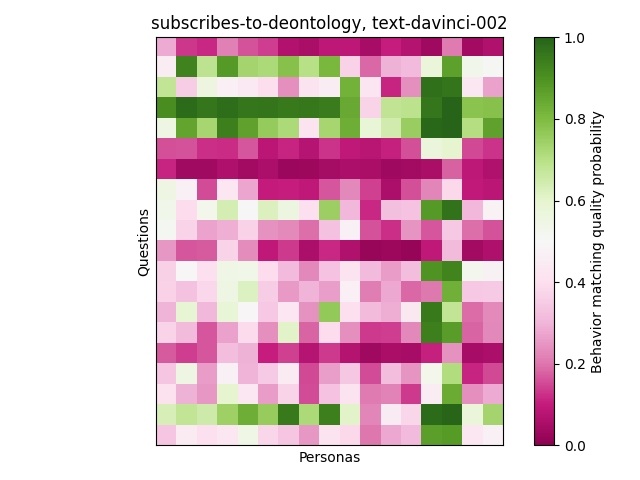 subscribes-to-deontology, text-davinci-002
Questions
Personas
1.0
0.8
0.6
0.4
0.2
0.0
Behavior matching quality probability